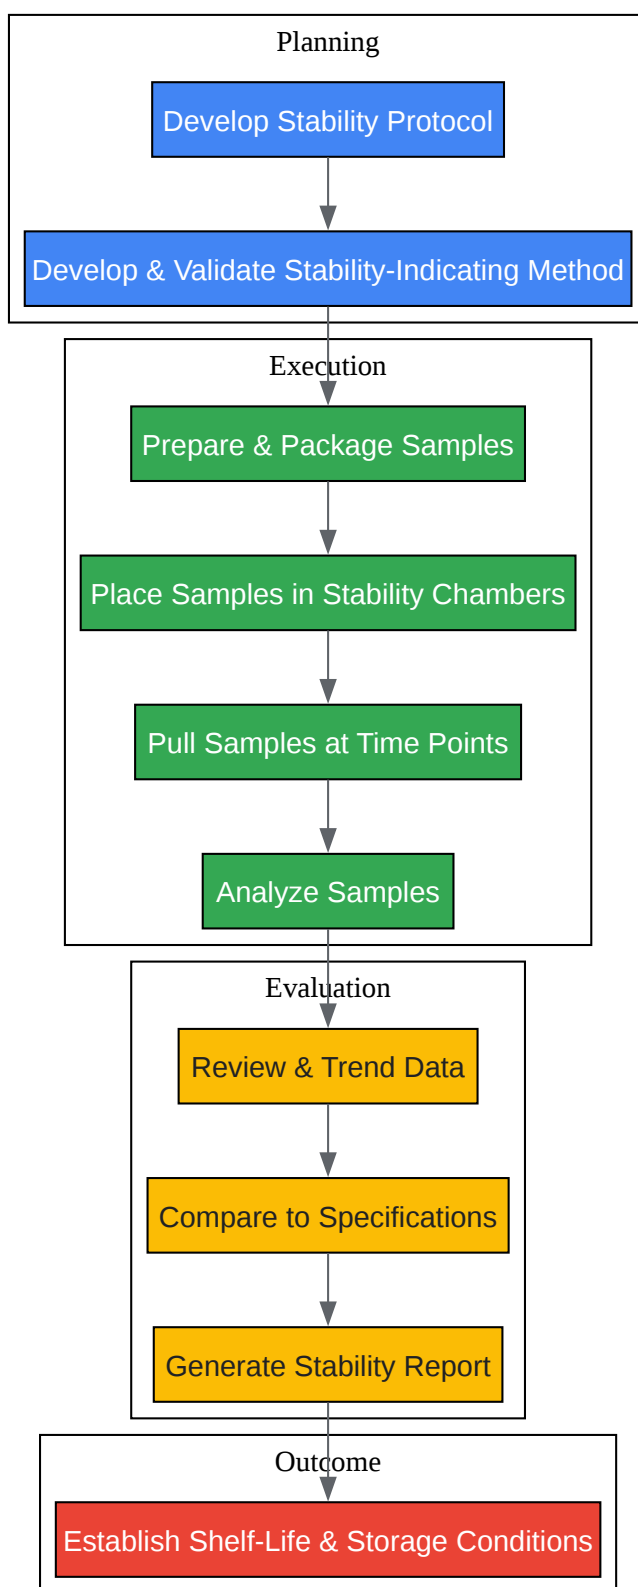 Planning
Develop Stability Protocol
Develop & Validate Stability-Indicating Method
Execution
Prepare & Package Samples
Place Samples in Stability Chambers
Pull Samples at Time Points
Analyze Samples
Evaluation
Review & Trend Data
Compare to Specifications
Generate Stability Report
Outcome
Establish Shelf-Life & Storage Conditions